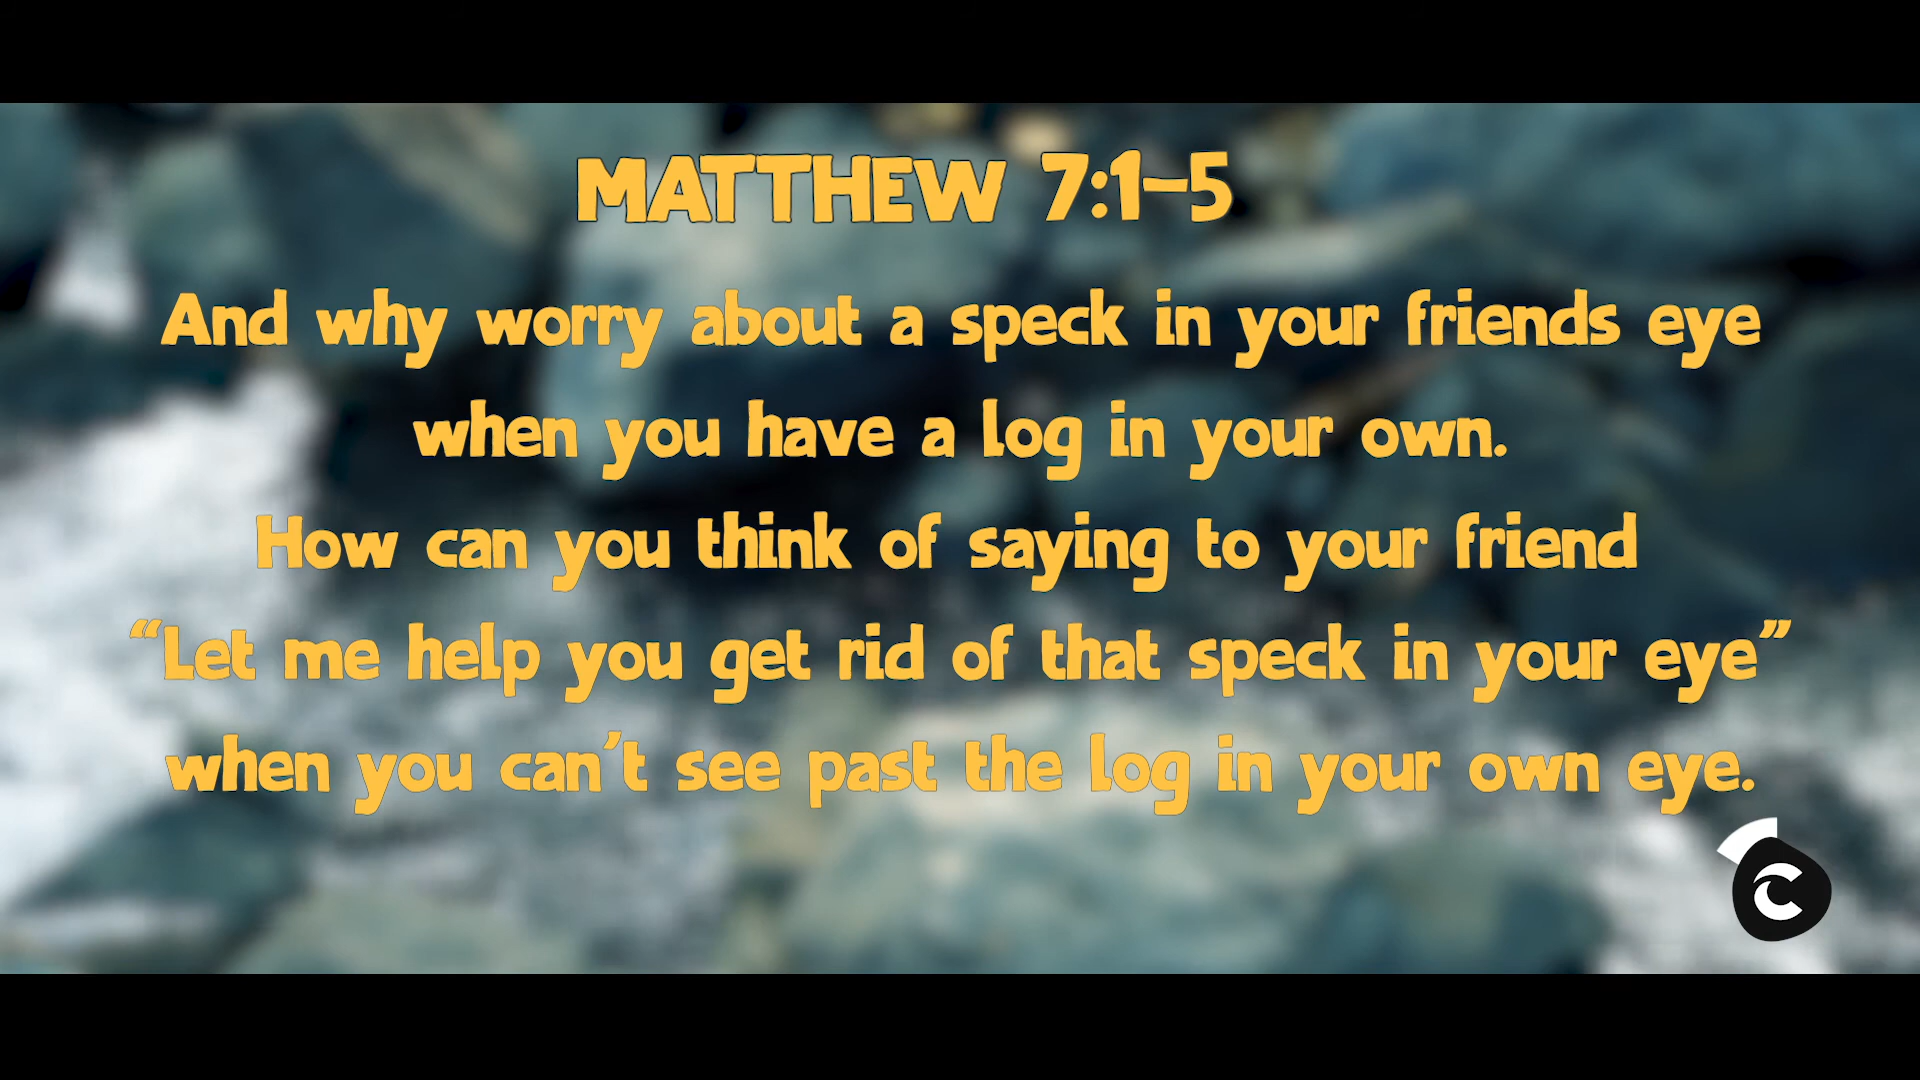 MATTHEW 7:1–5
And why worry about a speck in your friends eye
when you have a log in your own.
How can you think of saying to your friend
“Let me help you get rid of that speck in your eye”
when you can’t see past the log in your own eye.
C